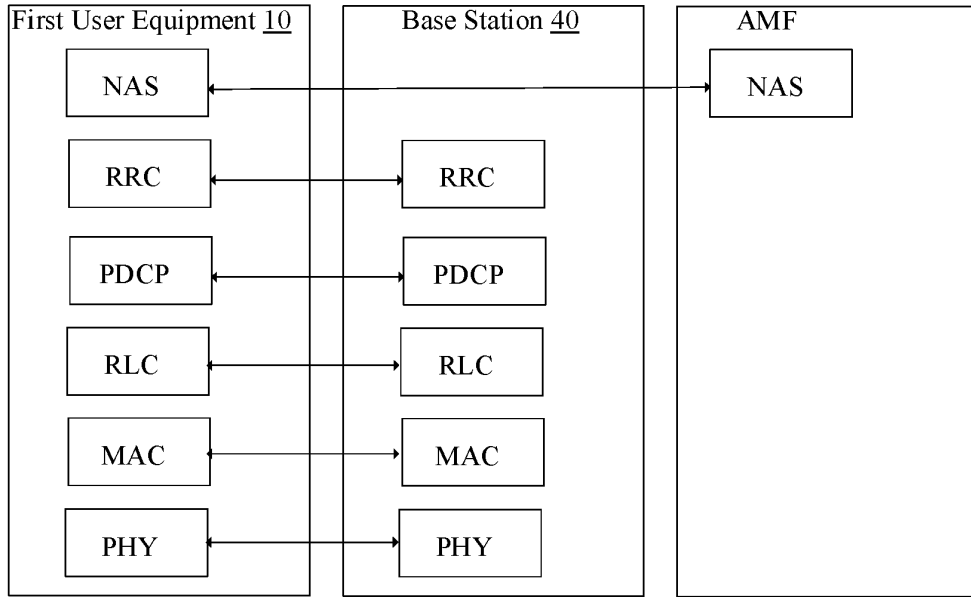 First User Equipment 10
Base Station 40
AMF
NAS
NAS
RRC
RRC
PDCP
PDCP
RLC
RLC
MAC
MAC
PHY
PHY